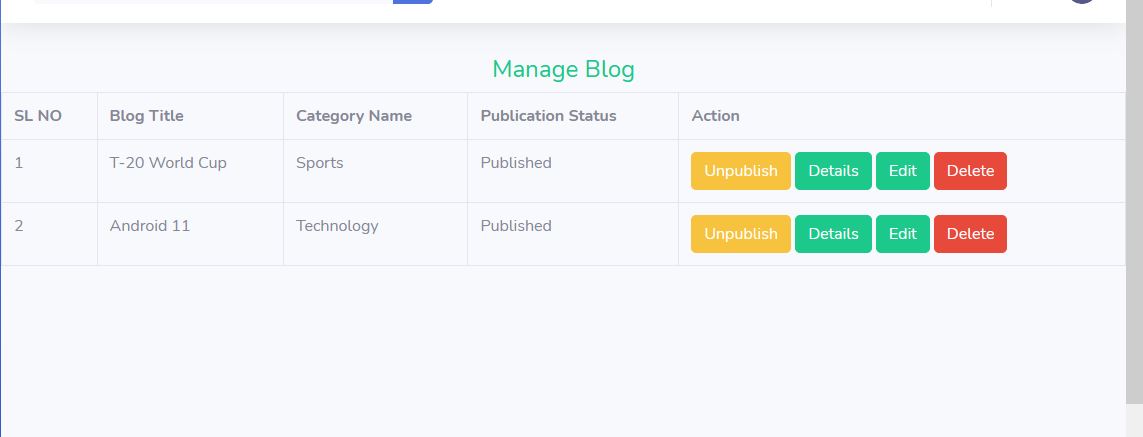 Manage Blog
SL NO Blog Title Category Name Publication Status Action
1 T-20 World Cup Sports Published Unpublish Details Edit Delete
2 Android 11 Technology Published Unpublish Details Edit Delete